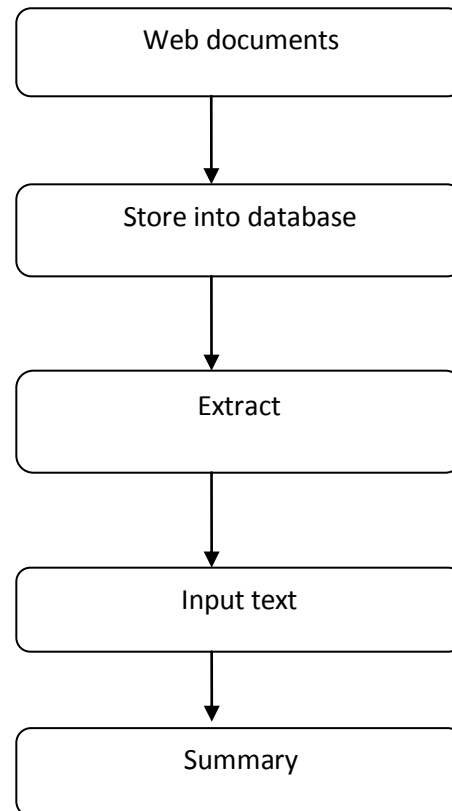 Web documents
Store into database
Extract
Input text
Summary